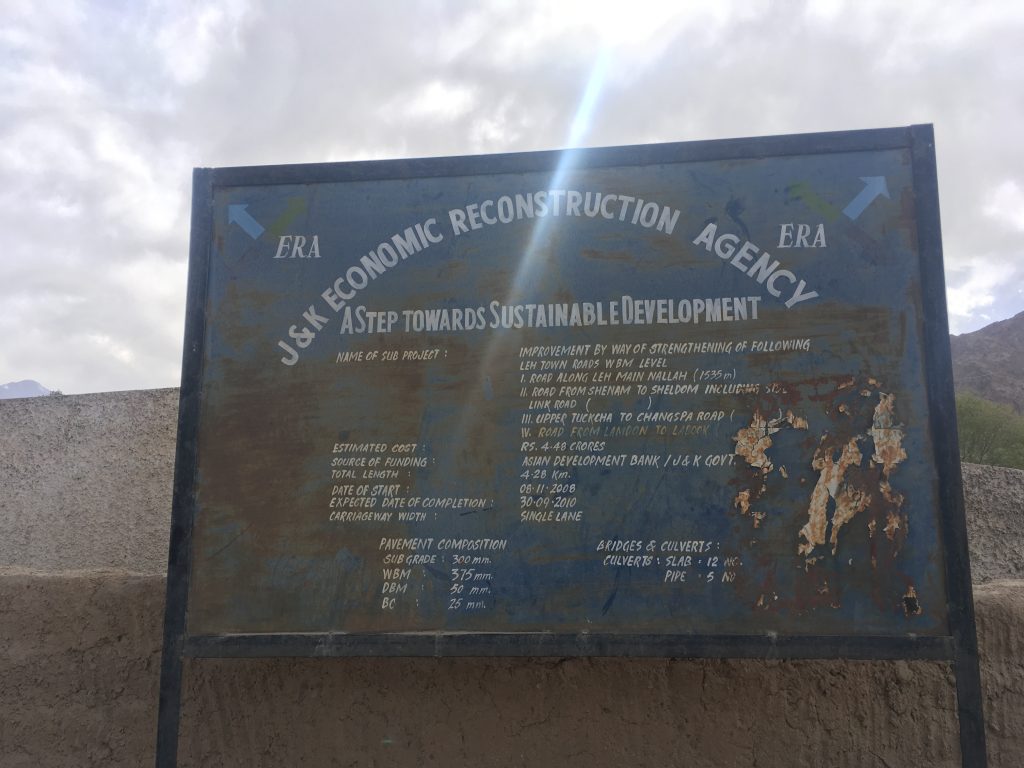 ERA
ERA
J&K ECONOMIC RECONSTRUCTION AGENCY
A STEP TOWARDS SUSTAINABLE DEVELOPMENT
NAME OF SUB PROJECT : IMPROVEMENT BY WAY OF STRENGTHENING OF FOLLOWING
LEH TOWN ROADS WBM LEVEL
I. ROAD ALONG LEH MAIN NALLAH (1535 m)
II. ROAD FROM SHENAM TO SHELDOM INCLUDING
LINK ROAD )
III. UPPER TUCKCHA TO CHANGSPA ROAD (
IV. ROAD FROM LAMDON TO
ESTIMATED COST : RS. 4.48 CRORES
SOURCE OF FUNDING : ASIAN DEVELOPMENT BANK / J & K GOVT.
TOTAL LENGTH : 4.28 Km.
DATE OF START : 08.11.2008
EXPECTED DATE OF COMPLETION : 30.09.2010
CARRIAGEWAY WIDTH : SINGLE LANE
PAVEMENT COMPOSITION
SUB GRADE : 300 mm.
WBM : 375 mm.
DBM : 50 mm.
BC : 25 mm.
BRIDGES & CULVERTS :
CULVERTS : SLAB : 12 NO.
PIPE : 5 NO